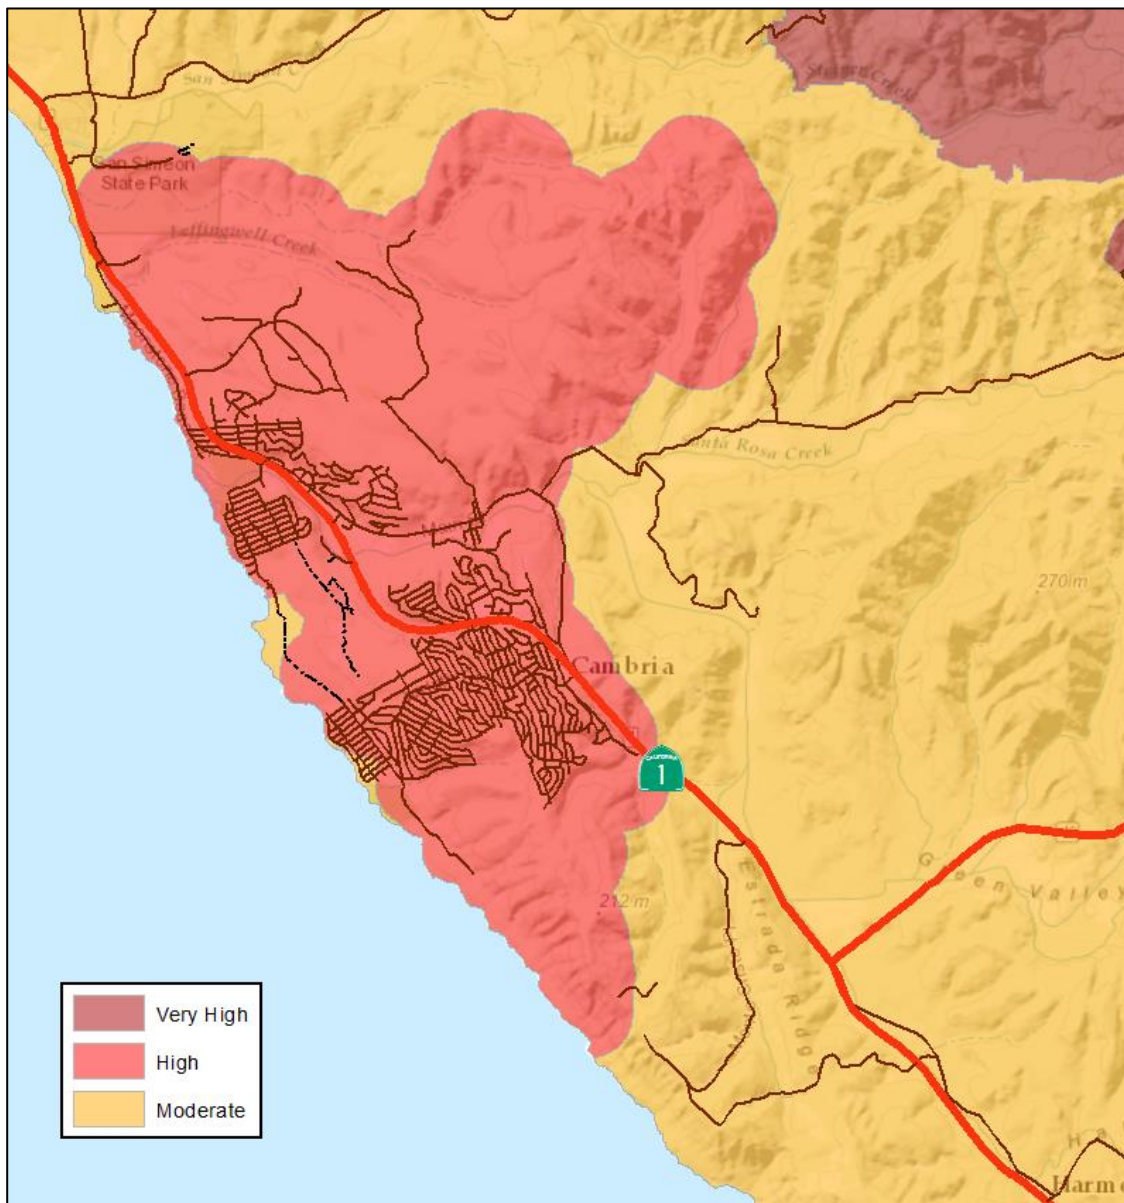 San Simeon
State Park
Leffingwell Creek
Santa Rosa Creek
270 m
Cambria
CALIFORNIA
1
Green Valley
212 m
Estrada Ridge
Very High
High
Moderate